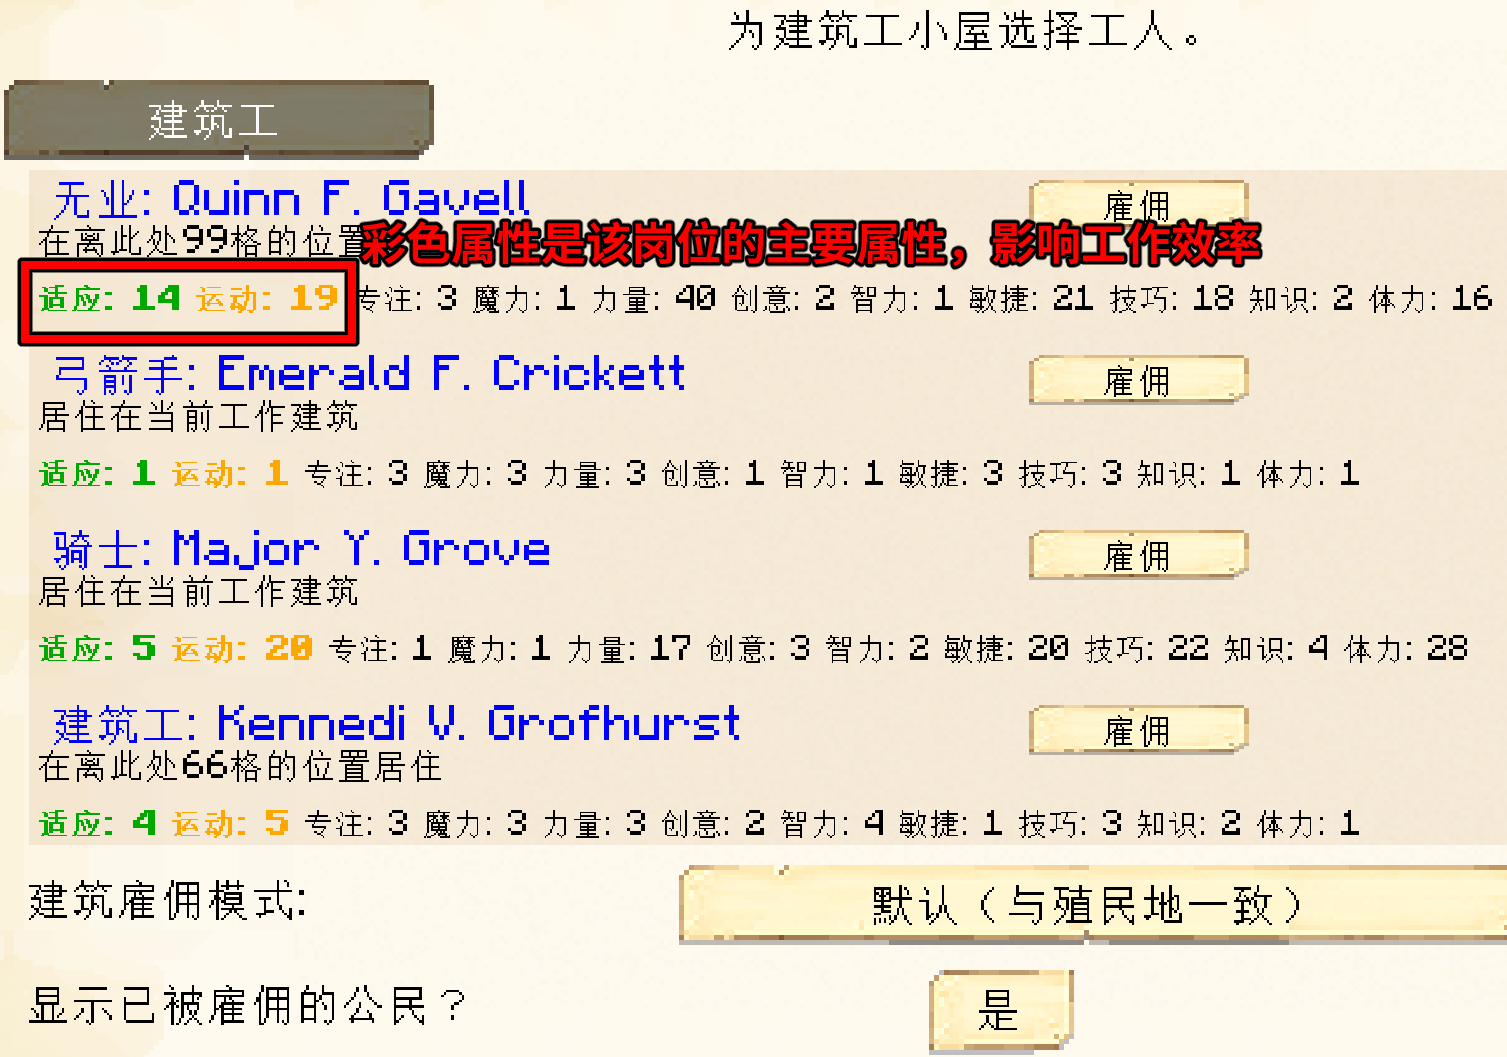 为建筑工小屋选择工人。
建筑工
无业: Quinn F. Gavell
雇佣
在离此处99格的位置
彩色属性是该岗位的主要属性，影响工作效率
适应: 14 运动: 19 专注: 3 魔力: 1 力量: 40 创意: 2 智力: 1 敏捷: 21 技巧: 18 知识: 2 体力: 16
弓箭手: Emerald F. Crickett
雇佣
居住在当前工作建筑
适应: 1 运动: 1 专注: 3 魔力: 3 力量: 3 创意: 1 智力: 1 敏捷: 3 技巧: 3 知识: 1 体力: 1
骑士: Major Y. Grove
雇佣
居住在当前工作建筑
适应: 5 运动: 20 专注: 1 魔力: 1 力量: 17 创意: 3 智力: 2 敏捷: 20 技巧: 22 知识: 4 体力: 28
建筑工: Kennedi V. Grofhurst
雇佣
在离此处66格的位置居住
适应: 4 运动: 5 专注: 3 魔力: 3 力量: 3 创意: 2 智力: 4 敏捷: 1 技巧: 3 知识: 2 体力: 1
建筑雇佣模式:
默认（与殖民地一致）
显示已被雇佣的公民？
是